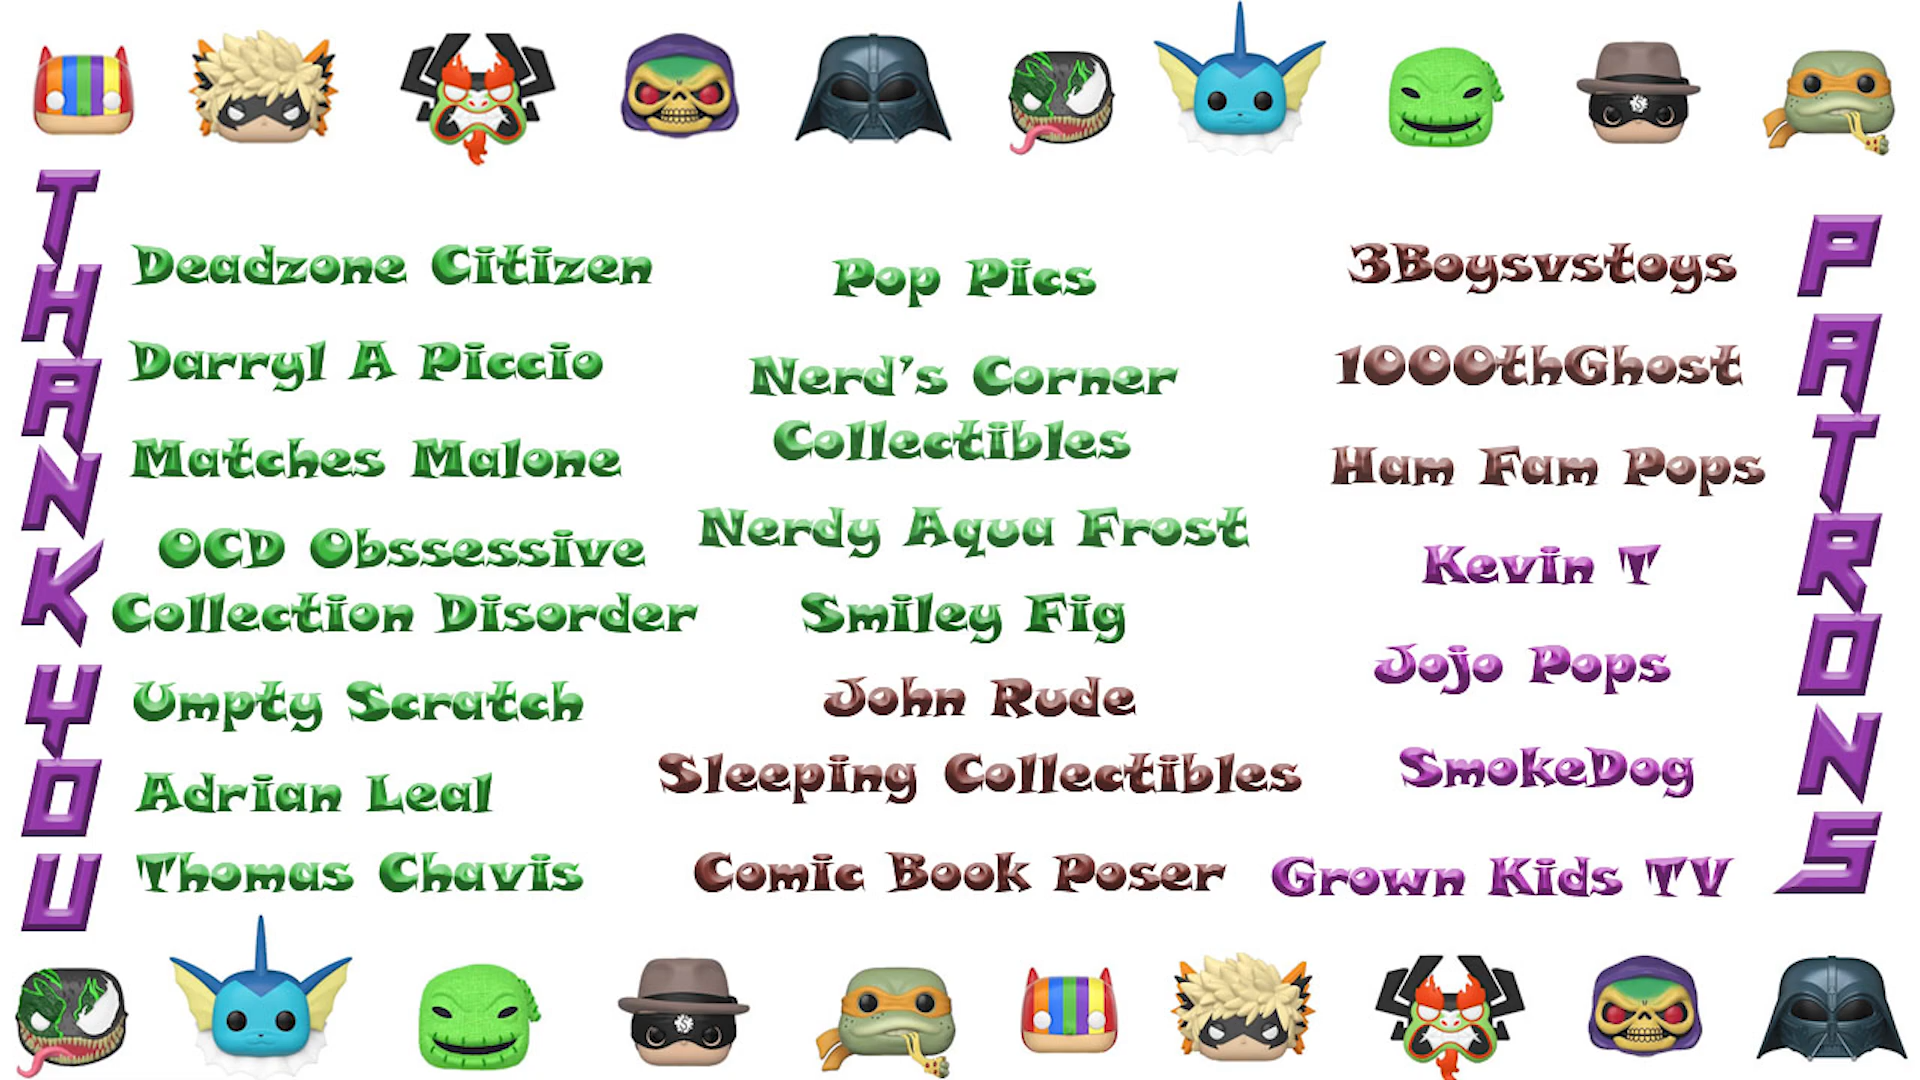 THANK YOU
Deadzone Citizen
Darryl A Piccio
Matches Malone
OCD Obssessive
Collection Disorder
Umpty Scratch
Adrian Leal
Thomas Chavis
Pop Pics
Nerd's Corner
Collectibles
Nerdy Aqua Frost
Smiley Fig
John Rude
Sleeping Collectibles
Comic Book Poser
3Boysvstoys
1000thGhost
Ham Fam Pops
Kevin T
Jojo Pops
SmokeDog
Grown Kids TV
PATRONS